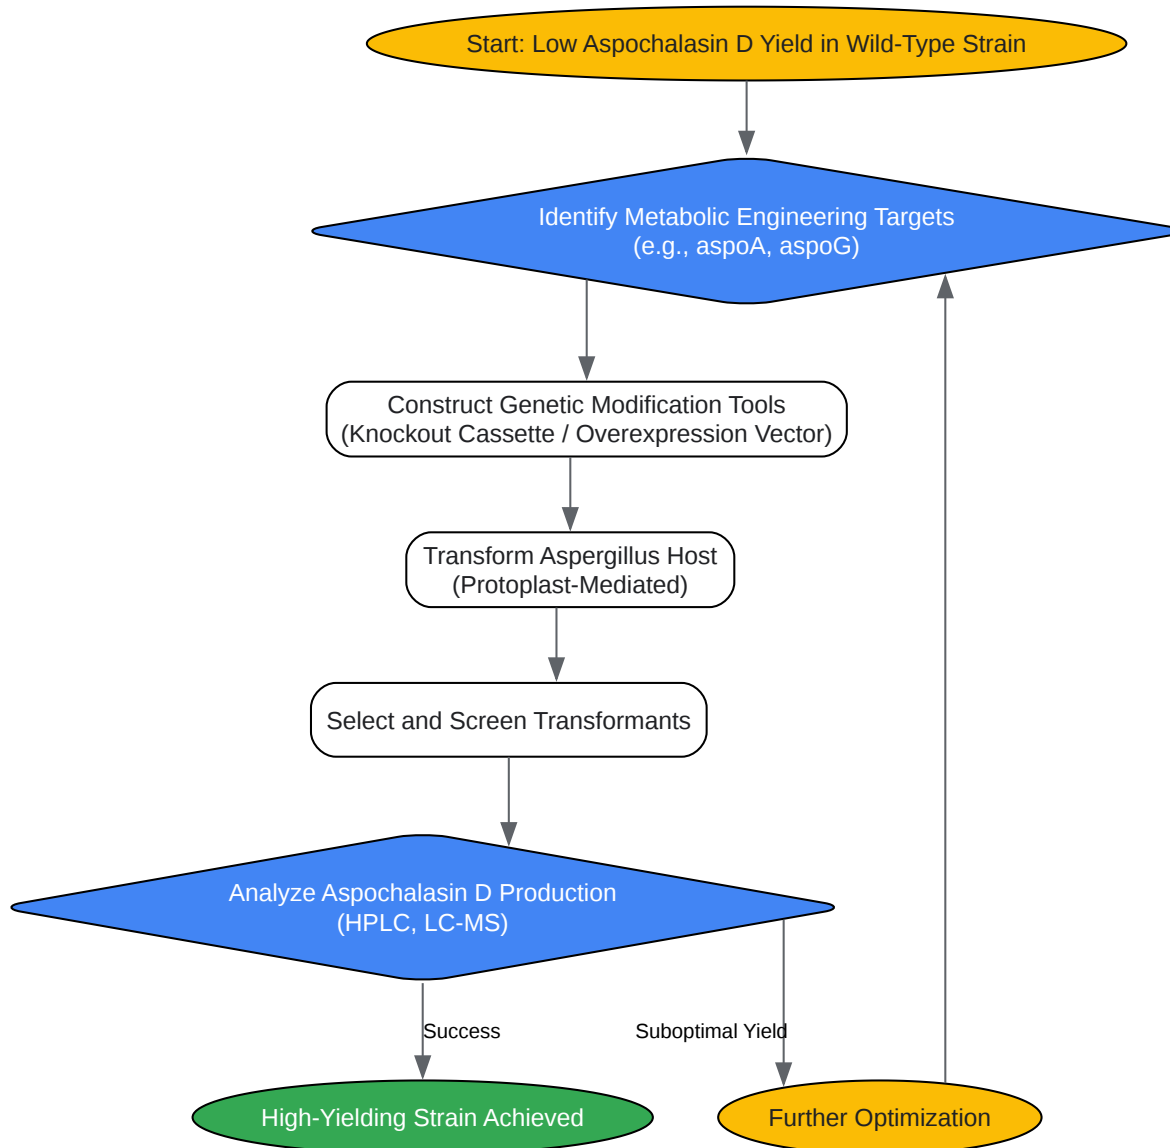 Start: Low Aspochalasin D Yield in Wild-Type Strain
Identify Metabolic Engineering Targets
(e.g., aspoA, aspoG)
Construct Genetic Modification Tools
(Knockout Cassette / Overexpression Vector)
Transform Aspergillus Host
(Protoplast-Mediated)
Select and Screen Transformants
Analyze Aspochalasin D Production
(HPLC, LC-MS)
Success
Suboptimal Yield
High-Yielding Strain Achieved
Further Optimization